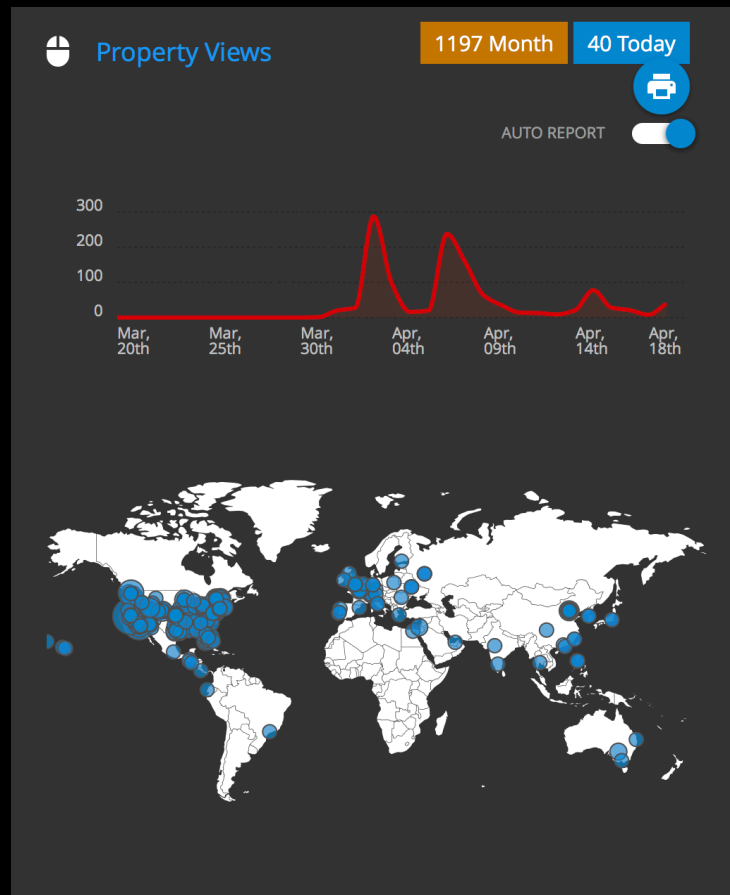 Property Views
1197 Month
40 Today
AUTO REPORT
300
200
100
0
Mar,
20th
Mar,
25th
Mar,
30th
Apr,
04th
Apr,
09th
Apr,
14th
Apr,
18th